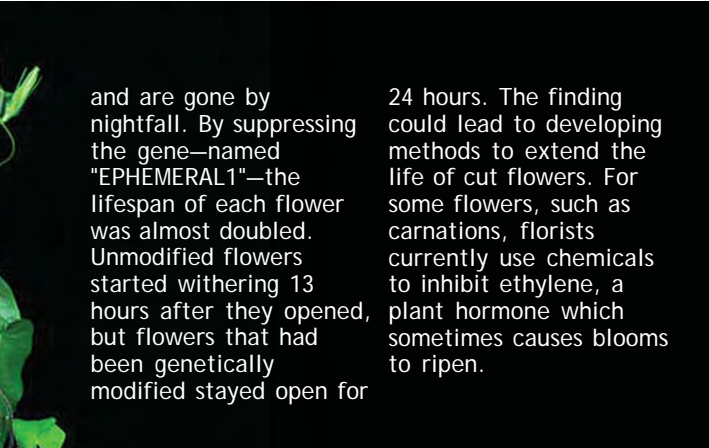 and are gone by
nightfall. By suppressing
the gene—named
"EPHEMERAL1"—the
lifespan of each flower
was almost doubled.
Unmodified flowers
started withering 13
hours after they opened,
but flowers that had
been genetically
modified stayed open for
24 hours. The finding
could lead to developing
methods to extend the
life of cut flowers. For
some flowers, such as
carnations, florists
currently use chemicals
to inhibit ethylene, a
plant hormone which
sometimes causes blooms
to ripen.